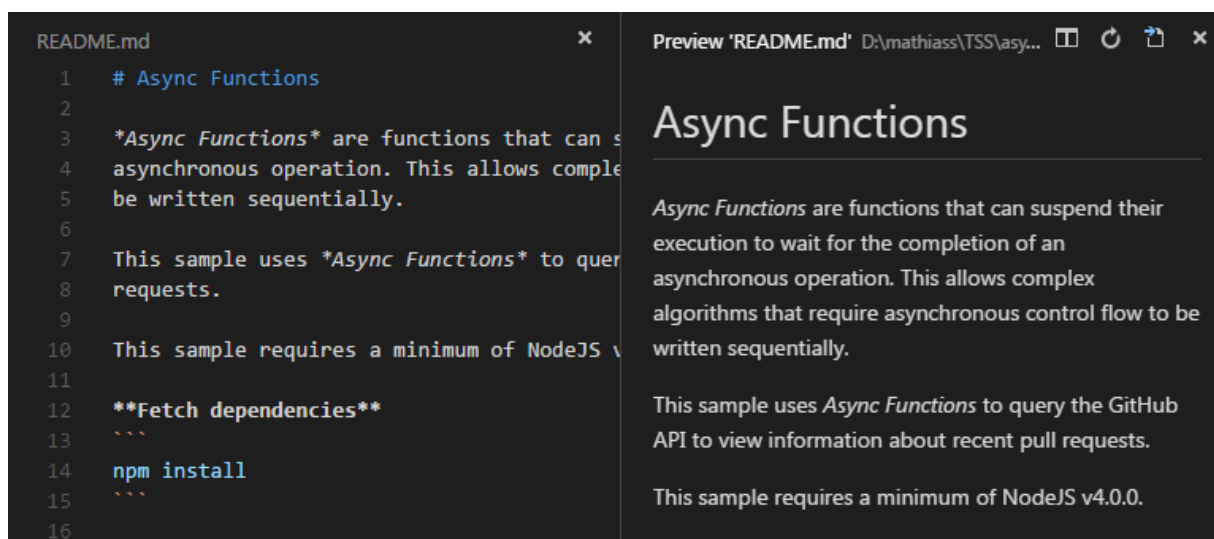 README.md
1 # Async Functions
2
3 *Async Functions* are functions that can s
4 asynchronous operation. This allows comple
5 be written sequentially.
6
7 This sample uses *Async Functions* to quer
8 requests.
9
10 This sample requires a minimum of NodeJS v
11
12 **Fetch dependencies**
13 ```
14 npm install
15 ```
16
Preview 'README.md' D:\mathiass\TSS\asy...
Async Functions
Async Functions are functions that can suspend their
execution to wait for the completion of an
asynchronous operation. This allows complex
algorithms that require asynchronous control flow to be
written sequentially.
This sample uses Async Functions to query the GitHub
API to view information about recent pull requests.
This sample requires a minimum of NodeJS v4.0.0.